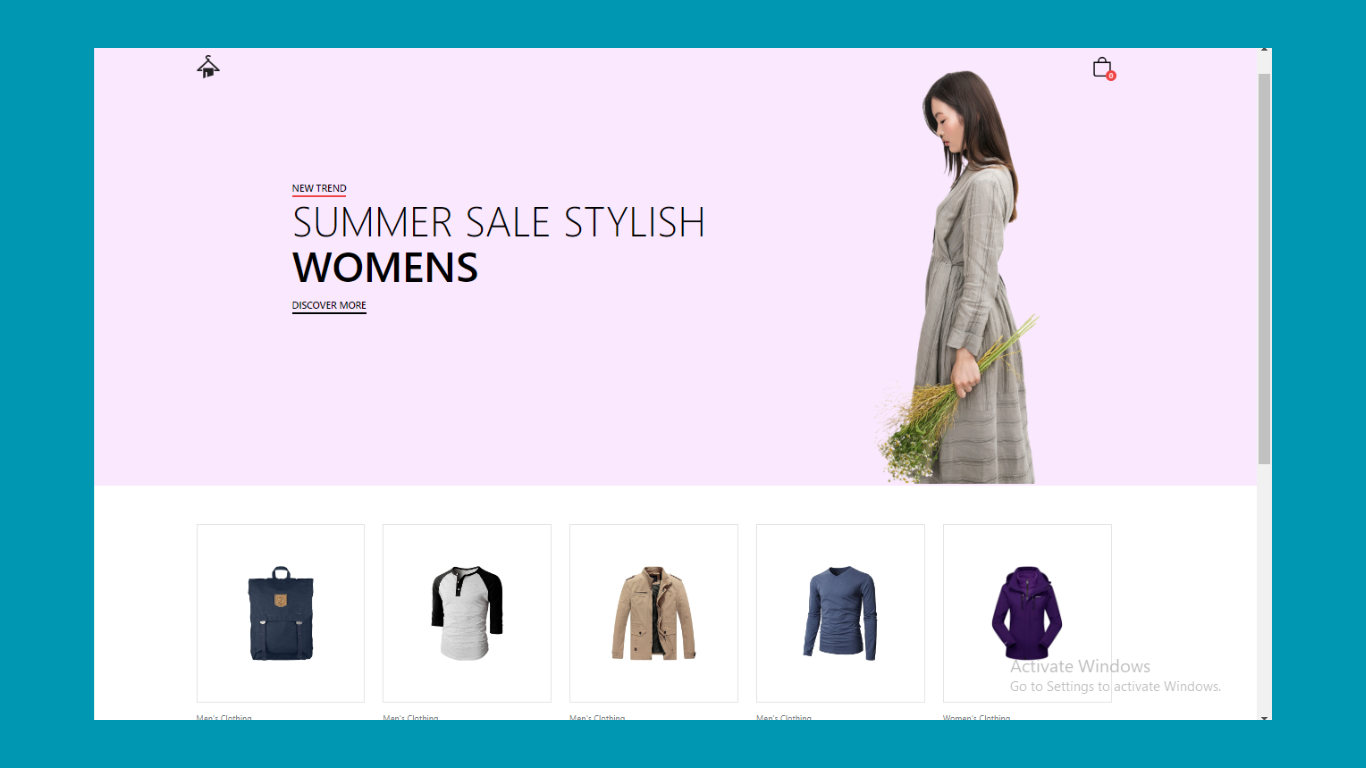 0
NEW TREND
SUMMER SALE STYLISH
WOMENS
DISCOVER MORE
Activate Windows
Go to Settings to activate Windows.
Men's Clothing
Men's Clothing
Men's Clothing
Men's Clothing
Women's Clothing